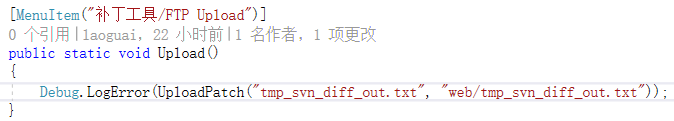 [MenuItem("补丁工具/FTP Upload")]
0 个引用|laoguai, 22 小时前|1 名作者, 1 项更改
public static void Upload()
{
    Debug.LogError(UploadPatch("tmp_svn_diff_out.txt", "web/tmp_svn_diff_out.txt"));
}